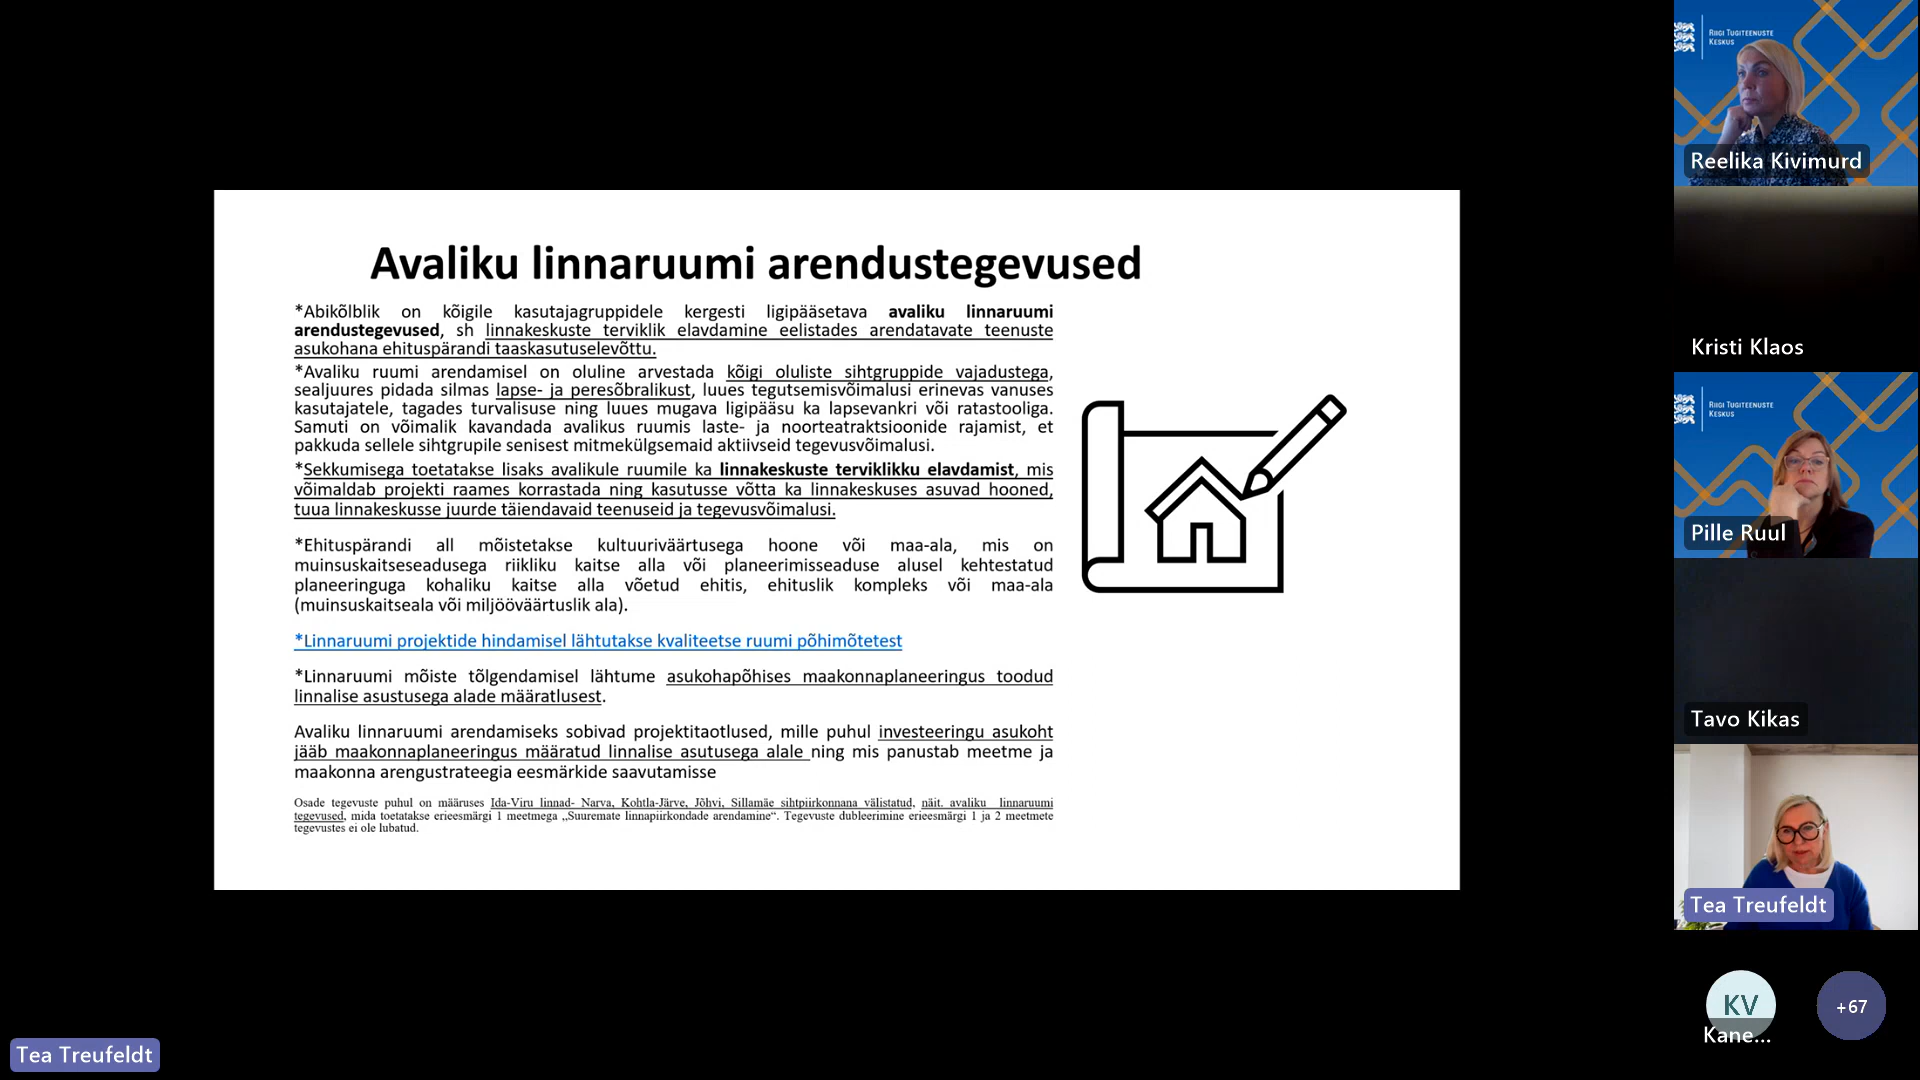 Avaliku linnaruumi arendustegevused
*Abikõlblik on kõigile kasutajagruppidele kergesti ligipääsetava avaliku linnaruumi
arendustegevused, sh linnakeskuste terviklik elavdamine eelistades arendatavate teenuste
asukohana ehituspärandi taaskasutuselevõttu.
*Avaliku ruumi arendamisel on oluline arvestada kõigi oluliste sihtgruppide vajadustega,
sealjuures pidada silmas lapse- ja peresõbralikust, luues tegutsemisvõimalusi erinevas vanuses
kasutajatele, tagades turvalisuse ning luues mugava ligipääsu ka lapsevankri või ratastooliga.
Samuti on võimalik kavandada avalikus ruumis laste- ja noorteatraktsioonide rajamist, et
pakkuda sellele sihtgrupile senisest mitmekülgsemaid aktiivseid tegevusvõimalusi.
*Sekkumisega toetatakse lisaks avalikule ruumile ka linnakeskuste terviklikku elavdamist, mis
võimaldab projekti raames korrastada ning kasutusse võtta ka linnakeskuses asuvad hooned,
tuua linnakeskusse juurde täiendavaid teenuseid ja tegevusvõimalusi.
*Ehituspärandi all mõistetakse kultuuriväärtusega hoone või maa-ala, mis on
muinsuskaitseseadusega riikliku kaitse alla või planeerimisseaduse alusel kehtestatud
planeeringuga kohaliku kaitse alla võetud ehitis, ehituslik kompleks või maa-ala
(muinsuskaitseala või miljööväärtuslik ala).
*Linnaruumi projektide hindamisel lähtutakse kvaliteetse ruumi põhimõtetest
*Linnaruumi mõiste tõlgendamisel lähtume asukohapõhises maakonnaplaneeringus toodud
linnalise asustusega alade määratlusest.
Avaliku linnaruumi arendamiseks sobivad projektitaotlused, mille puhul investeeringu asukoht
jääb maakonnaplaneeringus määratud linnalise asutusega alale ning mis panustab meetme ja
maakonna arengustrateegia eesmärkide saavutamisse
Osade tegevuste puhul on määruses Ida-Viru linnad- Narva, Kohtla-Järve, Jõhvi, Sillamäe sihtpiirkonnana välistatud, näit. avaliku linnaruumi
tegevused, mida toetatakse erieesmärgi 1 meetmega „Suuremate linnapiirkondade arendamine“. Tegevuste dubleerimine erieesmärgi 1 ja 2 meetmete
tegevustes ei ole lubatud.
Riigi Tugiteenuste
Keskus
Reelika Kivimurd
Kristi Klaos
Riigi Tugiteenuste
Keskus
Pille Ruul
Tavo Kikas
Tea Treufeldt
KV
Kane...
+67
Tea Treufeldt